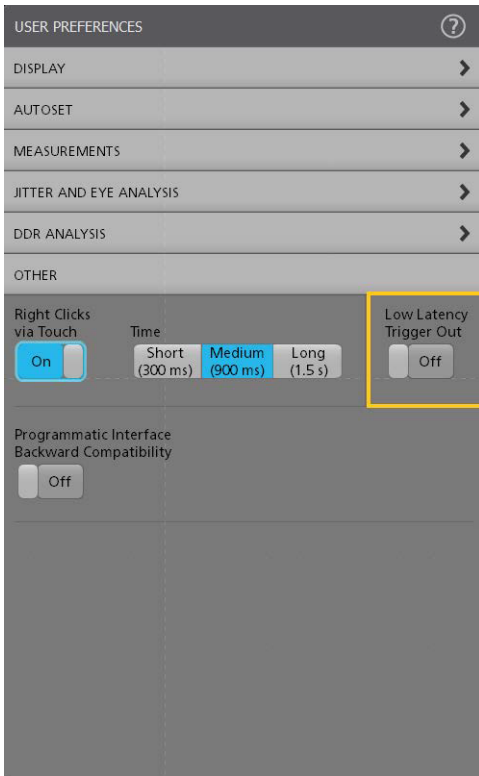 USER PREFERENCES ?
DISPLAY
AUTOSET
MEASUREMENTS
JITTER AND EYE ANALYSIS
DDR ANALYSIS
OTHER
Right Clicks
via Touch
On
Time
Short
(300 ms)
Medium
(900 ms)
Long
(1.5 s)
Low Latency
Trigger Out
Off
Programmatic Interface
Backward Compatibility
Off